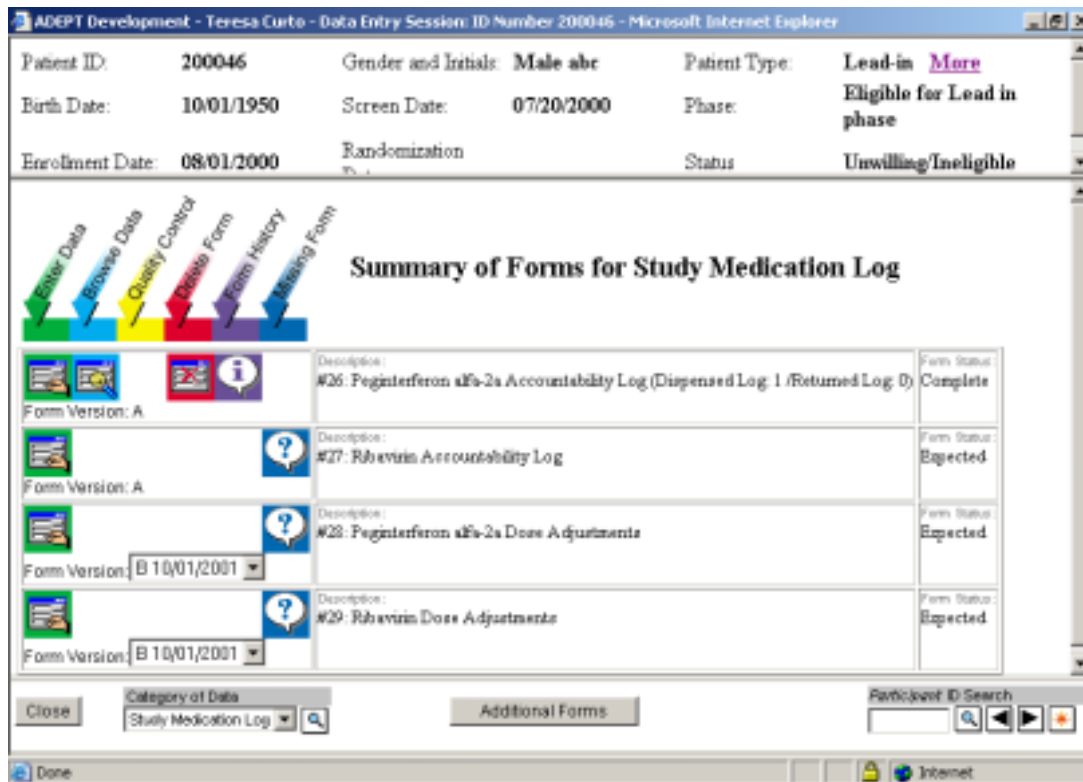 ADEPT Development - Teresa Curto - Data Entry Session: ID Number 200046 - Microsoft Internet Explorer
Patient ID: 200046 Gender and Initials: Male abc Patient Type: Lead-in More
Birth Date: 10/01/1950 Screen Date: 07/20/2000 Phase: Eligible for Lead in phase
Enrollment Date: 08/01/2000 Randomization Status Unwilling/Ineligible
Enter Data Browse Data Quality Control Delete Form Form History Missing Form
Summary of Forms for Study Medication Log
Description: Form Status:
#26: Peginterferon alfa-2a Accountability Log (Dispensed Log: 1 /Returned Log: 0) Complete
Form Version: A
Description: Form Status:
#27: Ribavirin Accountability Log Expected
Form Version: A
Description: Form Status:
#28: Peginterferon alfa-2a Dose Adjustments Expected
Form Version: B 10/01/2001
Description: Form Status:
#29: Ribavirin Dose Adjustments Expected
Form Version: B 10/01/2001
Close Category of Data Additional Forms Participant ID Search
Study Medication Log
Done Internet